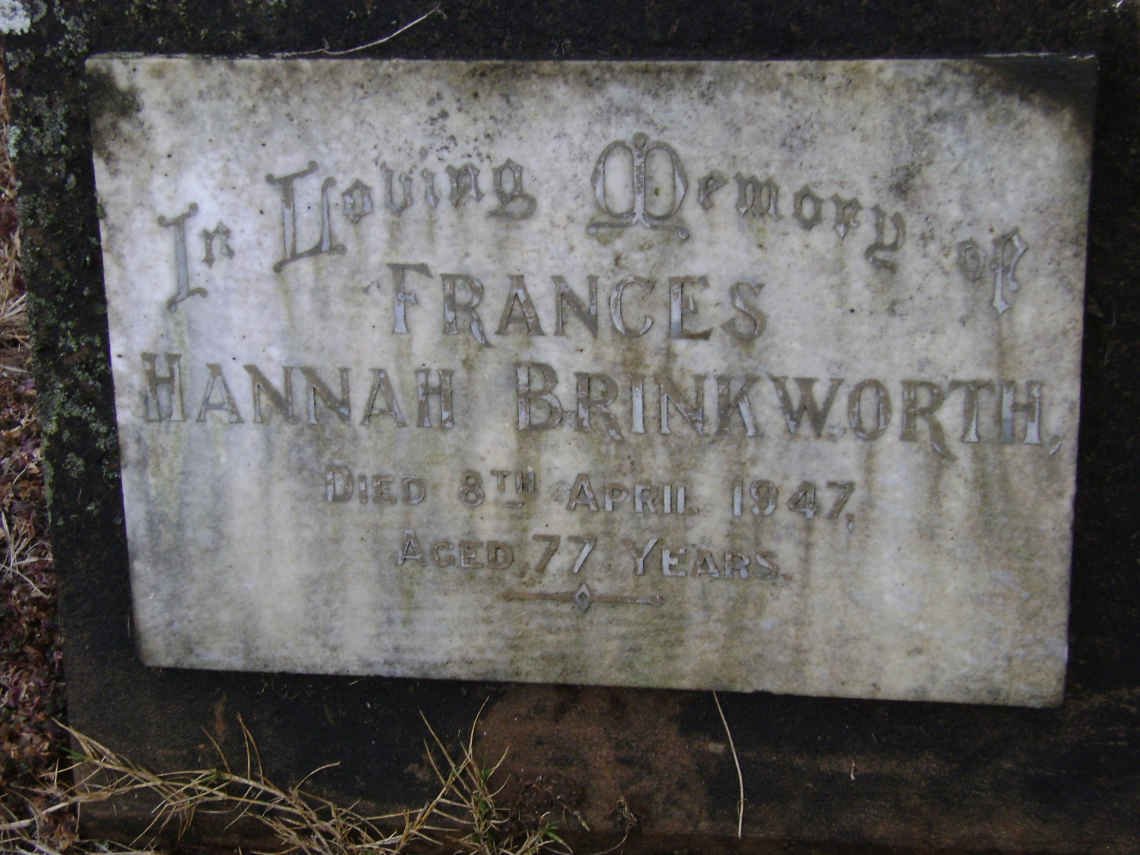 In Loving Memory of
FRANCES
HANNAH BRINKWORTH,
DIED 8TH APRIL 1947,
AGED 77 YEARS.